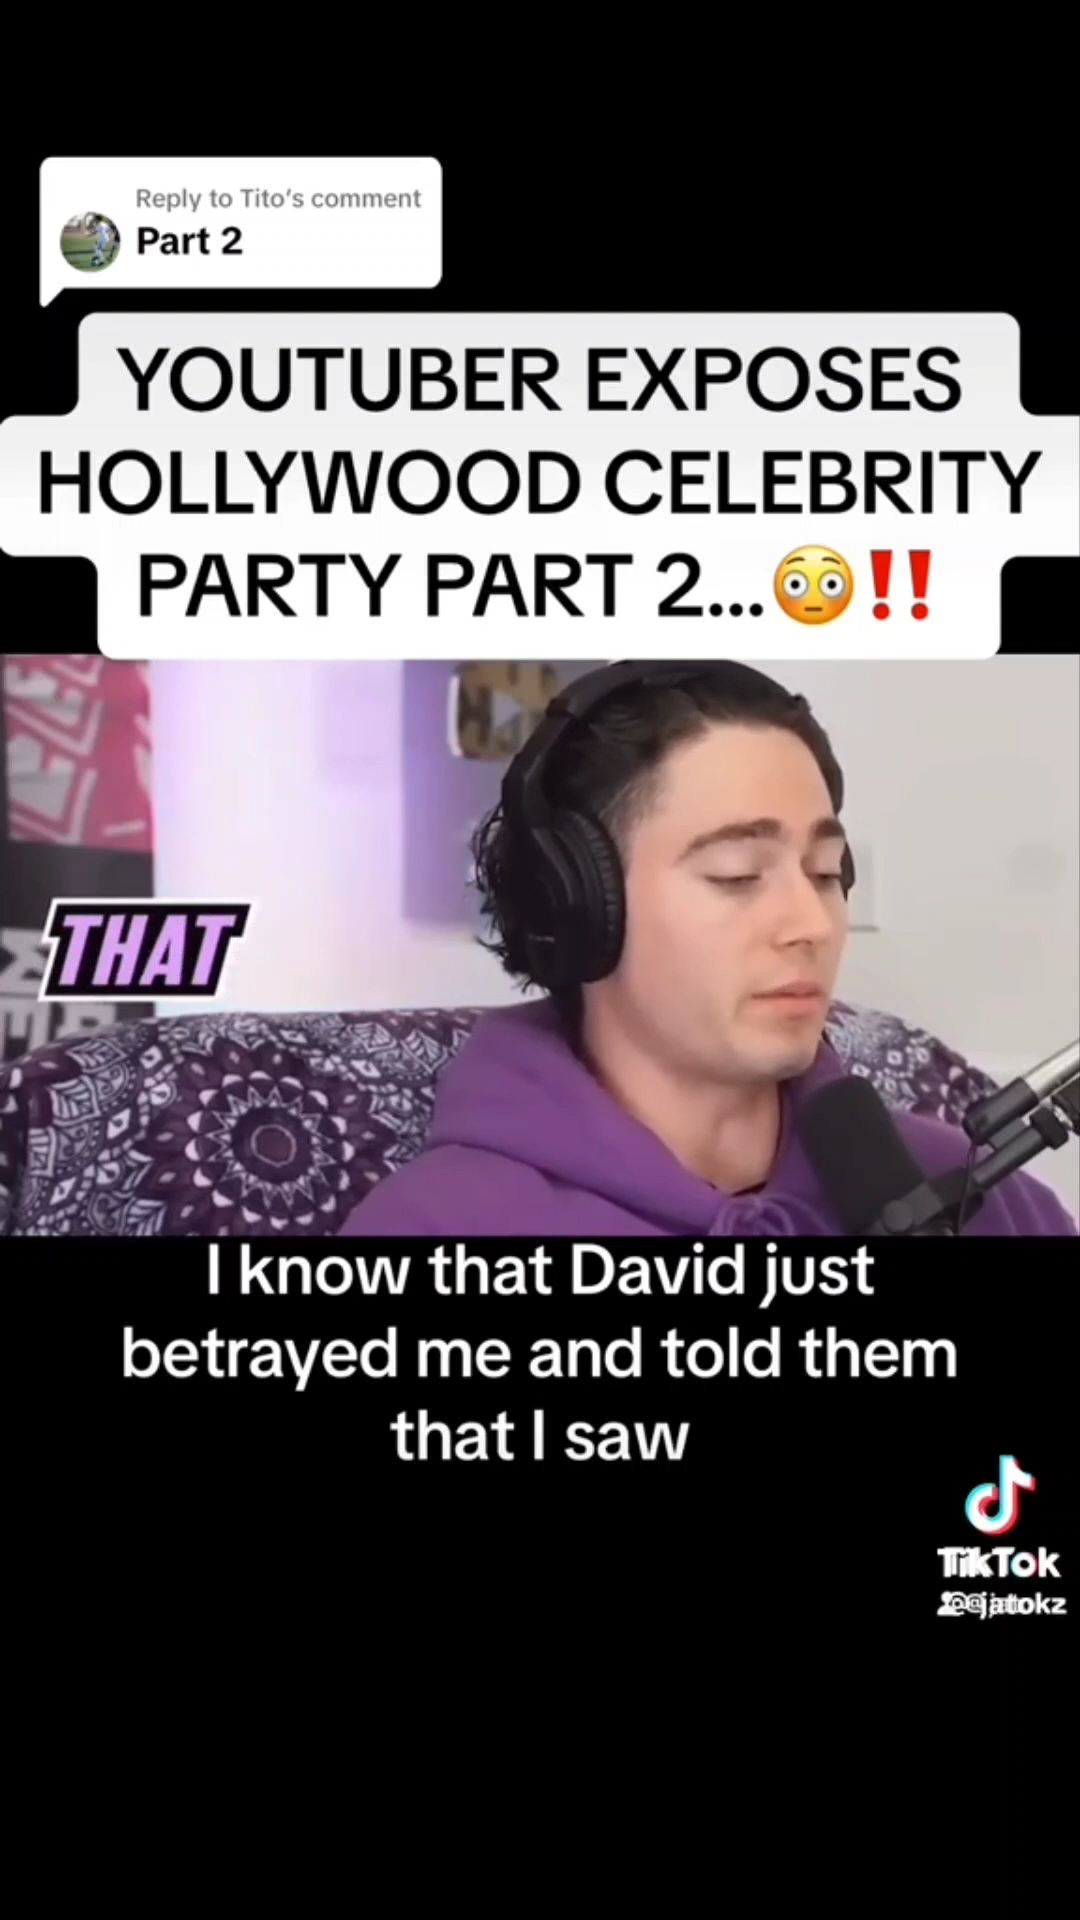 Reply to Tito's comment
Part 2
YOUTUBER EXPOSES
HOLLYWOOD CELEBRITY
PARTY PART 2...😳‼️
THAT
I know that David just
betrayed me and told them
that I saw
TikTok